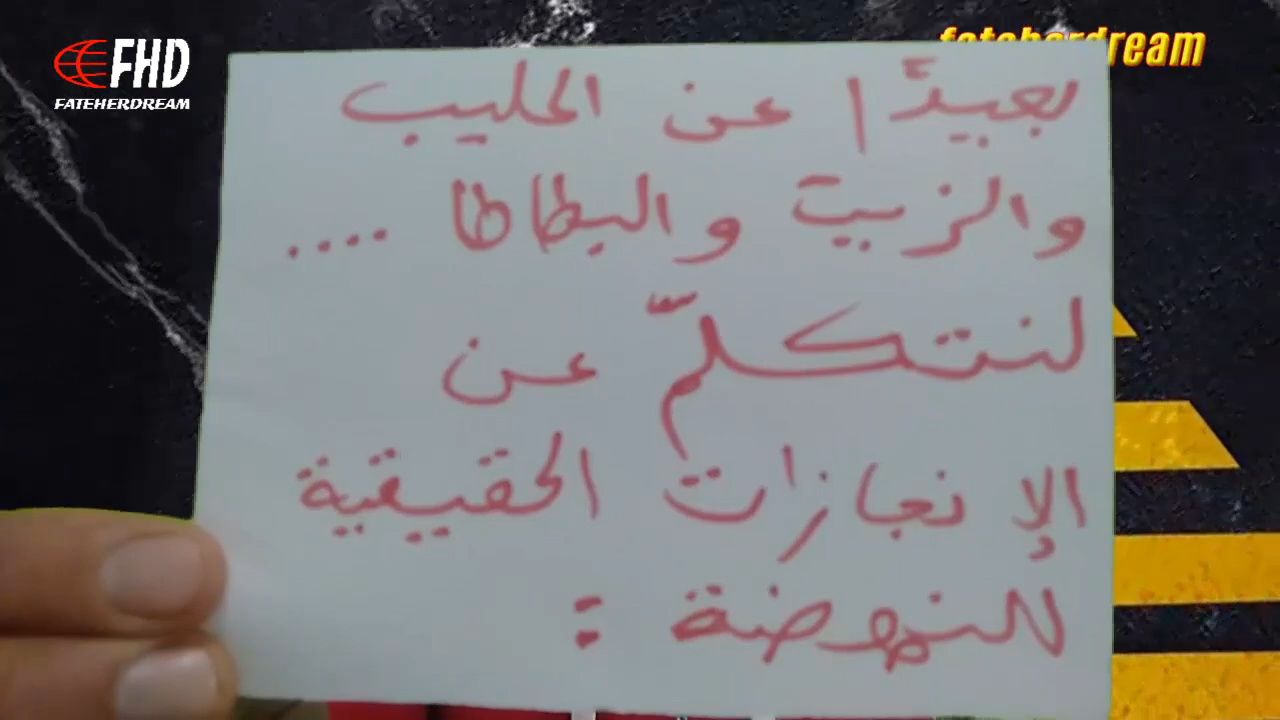 FHD
FATEHERDREAM
fateherdream
بعيدًا عن الحليب
والزيت والبطاطا ....
لنتكلّم عن
الإنجازات الحقيقية
للنهضة :